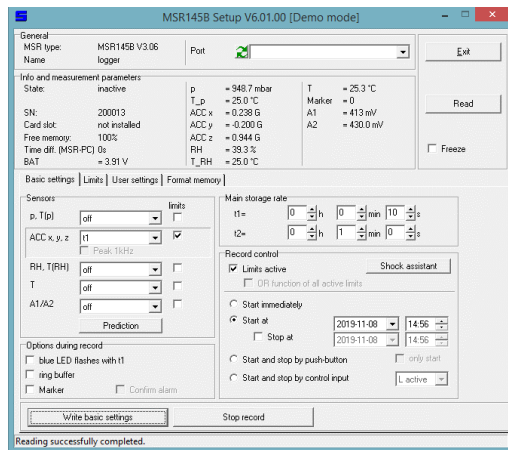 MSR145B Setup V6.01.00 [Demo mode]
General
MSR type: MSR145B V3.06
Name logger
Port
Exit
Info and measurement parameters
State: inactive
SN: 200013
Card slot: not installed
Free memory: 100%
Time diff. (MSR-PC) 0s
BAT = 3.91 V
p = 948.7 mbar
T_p = 25.0 °C
ACC x = 0.238 G
ACC y = -0.200 G
ACC z = 0.944 G
RH = 39.3 %
T_RH = 25.0 °C
T = 25.3 °C
Marker = 0
A1 = 413 mV
A2 = 430.0 mV
Read
Freeze
Basic settings Limits User settings Format memory
Sensors
limits
p, T(p) off
ACC x, y, z t1
Peak 1kHz
RH, T(RH) off
T off
A1/A2 off
Prediction
Options during record
blue LED flashes with t1
ring buffer
Marker Confirm alarm
Main storage rate
t1= 0 h 0 min 10 s
t2= 0 h 1 min 0 s
Record control
Limits active Shock assistant
OR function of all active limits
Start immediately
Start at 2019-11-08 14:56
Stop at 2019-11-08 14:56
Start and stop by push-button only start
Start and stop by control input L active
Write basic settings Stop record
Reading successfully completed.